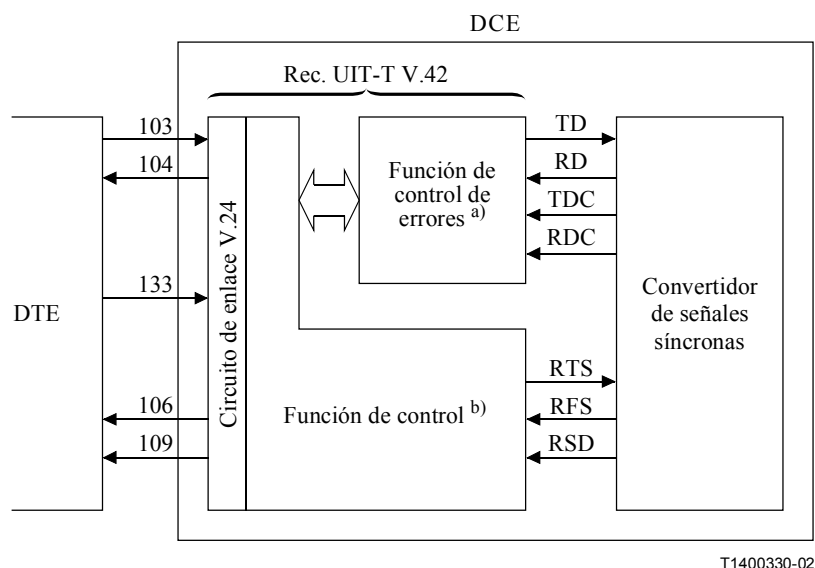 DCE
Rec. UIT-T V.42
103
104
133
106
109
DTE
Circuito de enlace V.24
Función de
control de
errores a)
Función de control b)
TD
RD
TDC
RDC
RTS
RFS
RSD
Convertidor
de señales
síncronas
T1400330-02